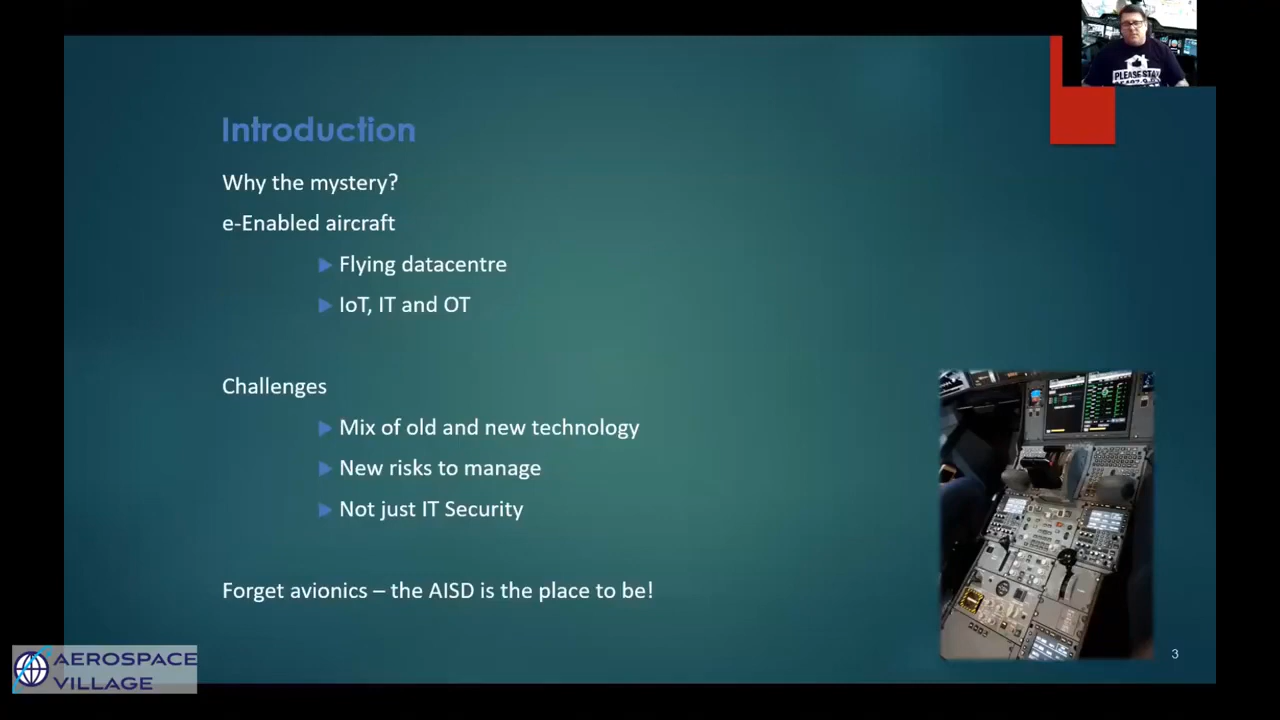 Introduction
Why the mystery?
e-Enabled aircraft
Flying datacentre
IoT, IT and OT
Challenges
Mix of old and new technology
New risks to manage
Not just IT Security
Forget avionics – the AISD is the place to be!
PLEASE STAY
AEROSPACE
VILLAGE
3